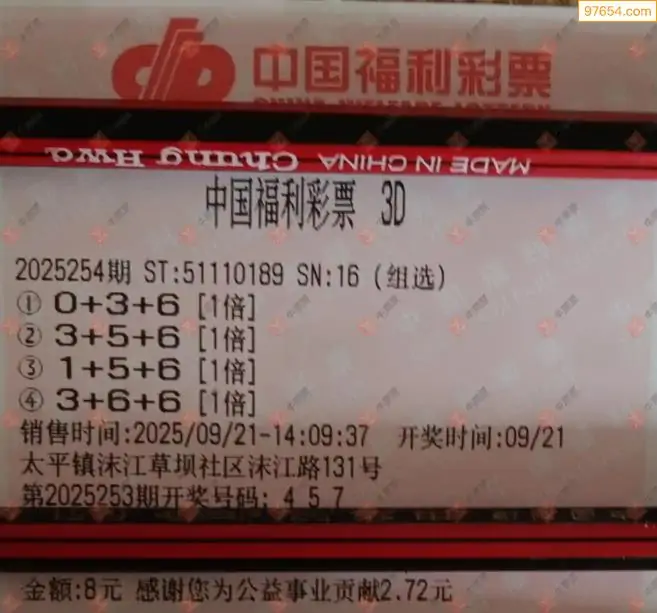 97654.com
中国福利彩票
CHINA WELFARE LOTTERY
MADE IN CHINA Chung Hwa
中国福利彩票 3D
2025254期 ST:51110189 SN:16 (组选)
① 0+3+6 [1倍]
② 3+5+6 [1倍]
③ 1+5+6 [1倍]
④ 3+6+6 [1倍]
销售时间:2025/09/21-14:09:37 开奖时间:09/21
太平镇沫江草坝社区沫江路131号
第2025253期开奖号码: 4 5 7
金额:8元 感谢您为公益事业贡献2.72元